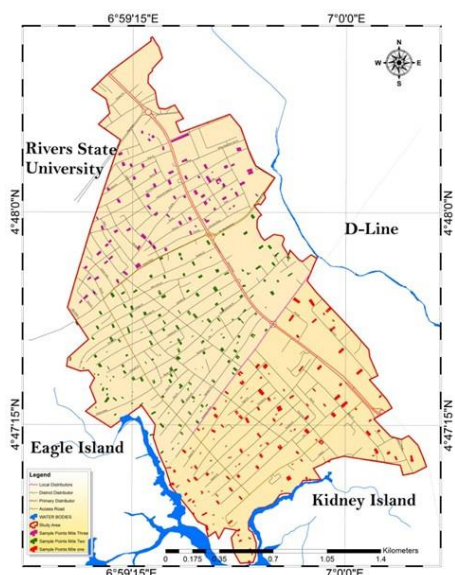 6°59'15"E
7°0'0"E
N
W
E
S
Rivers State
University
4°48'0"N
4°48'0"N
D-Line
4°47'15"N
4°47'15"N
Eagle Island
Kidney Island
Legend
Local Distributors
District Distributor
Primary Distributor
Access Road
WATER BODIES
Study Area
Sample Points Mile Three
Sample Points Mile Two
Sample Points Mile one
Kilometers
0 0.175 0.35 0.7 1.05 1.4
6°59'15"E
7°0'0"E